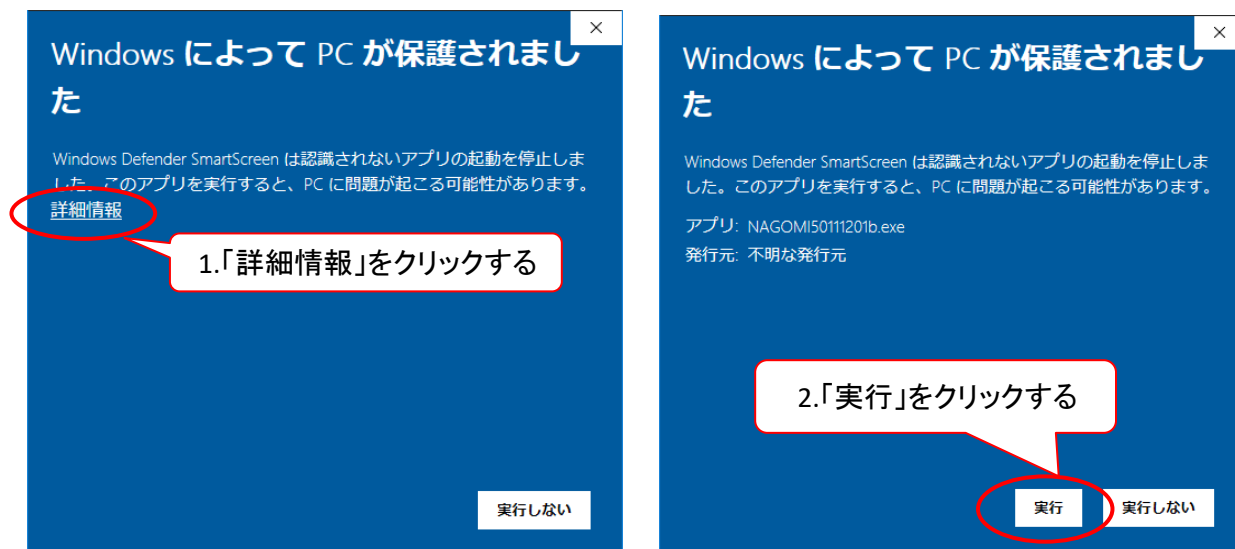 ×
Windows によって PC が保護されまし
た
Windows Defender SmartScreen は認識されないアプリの起動を停止しま
した。このアプリを実行すると、PC に問題が起こる可能性があります。
詳細情報
1.「詳細情報」をクリックする
実行しない
×
Windows によって PC が保護されまし
た
Windows Defender SmartScreen は認識されないアプリの起動を停止しま
した。このアプリを実行すると、PC に問題が起こる可能性があります。
アプリ: NAGOMI50111201b.exe
発行元: 不明な発行元
2.「実行」をクリックする
実行 実行しない